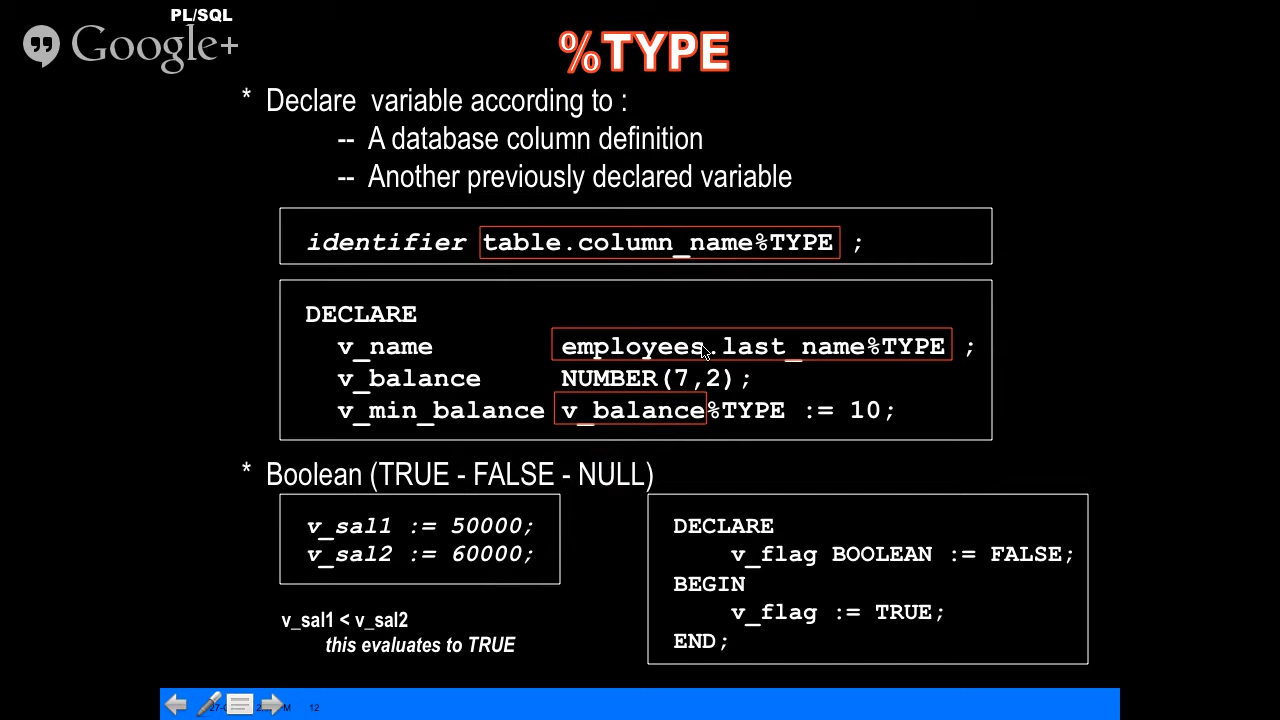 PL/SQL
Google+
%TYPE
* Declare variable according to :
-- A database column definition
-- Another previously declared variable
identifier table.column_name%TYPE ;
DECLARE
v_name employees.last_name%TYPE ;
v_balance NUMBER(7,2);
v_min_balance v_balance%TYPE := 10;
* Boolean (TRUE - FALSE - NULL)
v_sal1 := 50000;
v_sal2 := 60000;
v_sal1 < v_sal2
this evaluates to TRUE
DECLARE
v_flag BOOLEAN := FALSE;
BEGIN
v_flag := TRUE;
END;
12